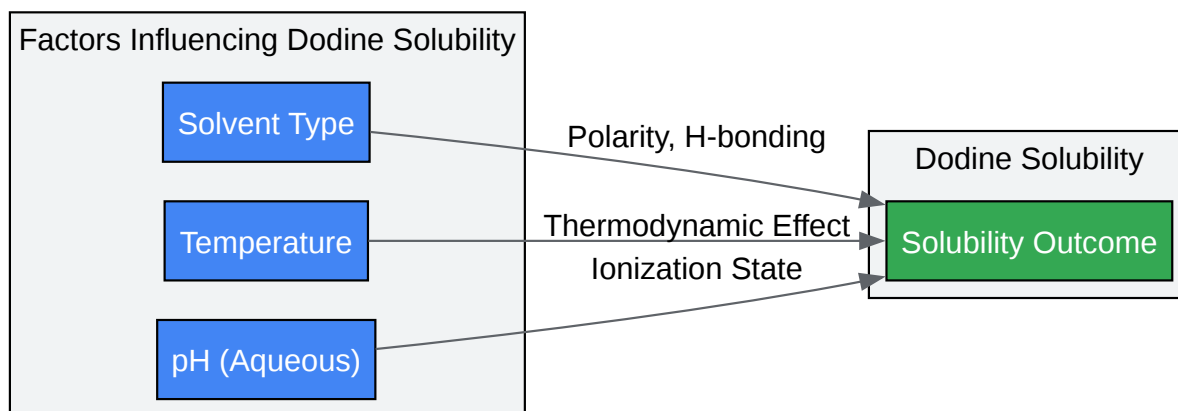 Factors Influencing Dodine Solubility
Solvent Type
Temperature
pH (Aqueous)
Polarity, H-bonding
Thermodynamic Effect
Ionization State
Dodine Solubility
Solubility Outcome